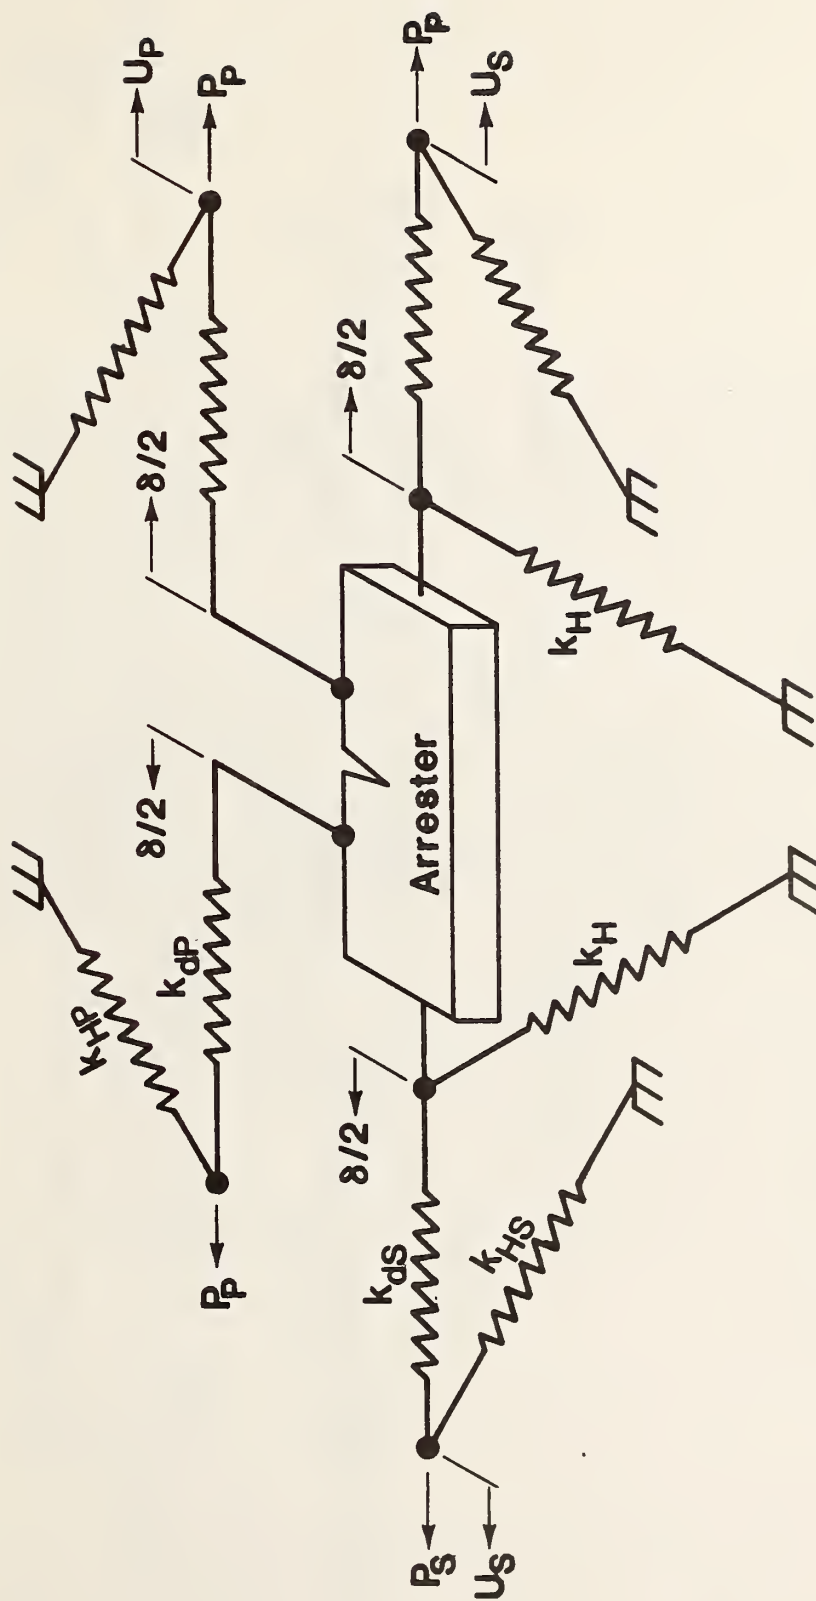 U_P
δ/2
δ/2
K_HP
k_dP
P_P
P_P
δ/2
δ/2
k_dS
P_S
Arrester
P_P
U_S
k_HS
U_S
k_H
k_H